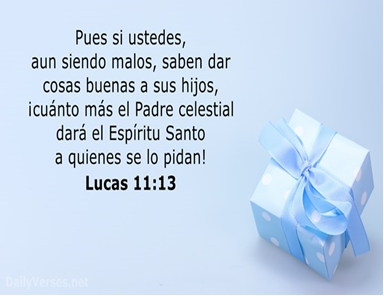 Pues si ustedes,
aun siendo malos, saben dar
cosas buenas a sus hijos,
¡cuánto más el Padre celestial
dará el Espíritu Santo
a quienes se lo pidan!
Lucas 11:13
DailyVerses.net